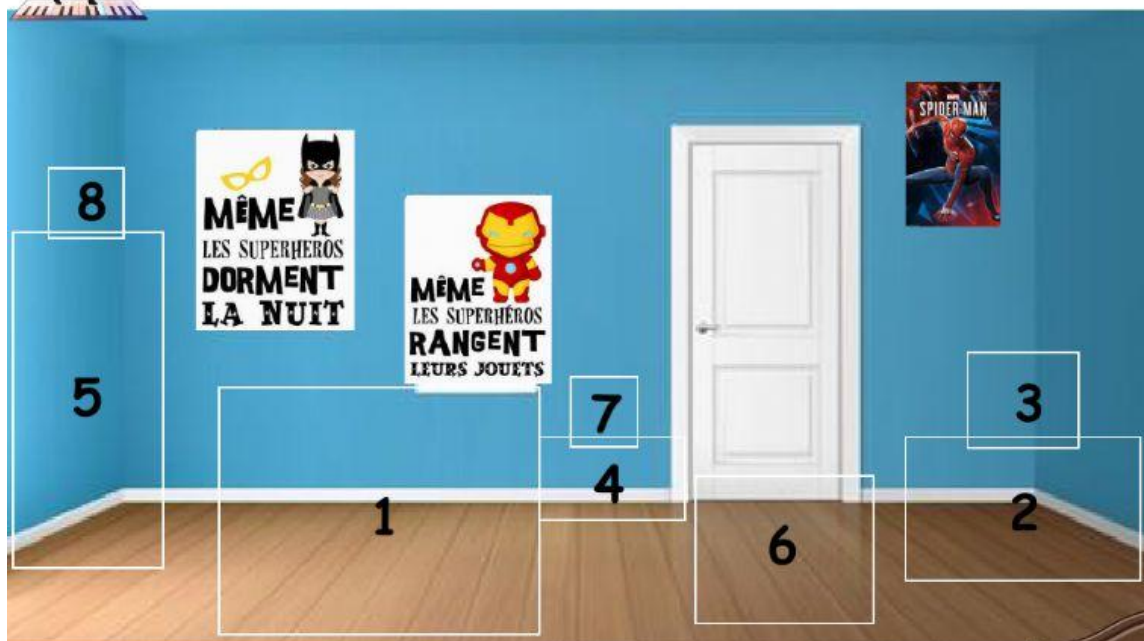 MARVEL
SPIDER-MAN
8
MÊME
LES SUPERHEROS
DORMENT
LA NUIT
MÊME
LES SUPERHÉROS
RANGENT
LEURS JOUETS
5
7
3
4
1
2
6